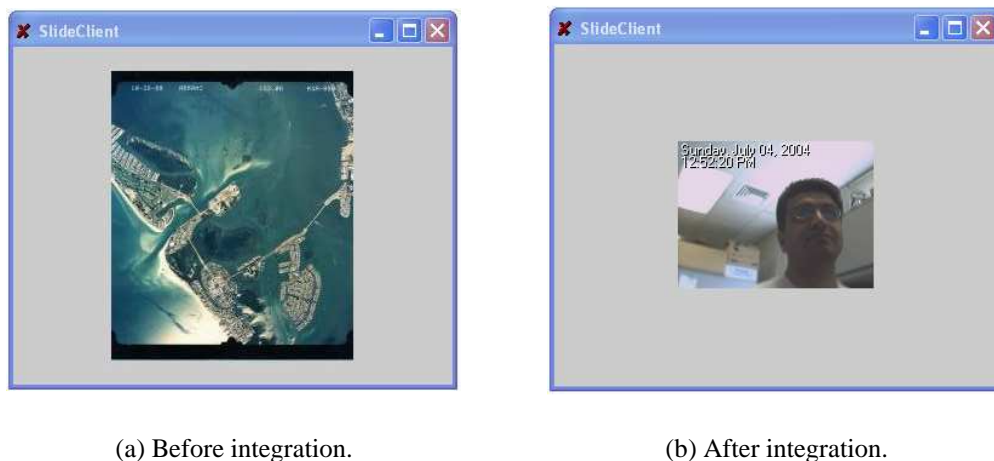 SlideClient
SlideClient
Sunday, July 04, 2004
12:52:20 PM
(a) Before integration.
(b) After integration.